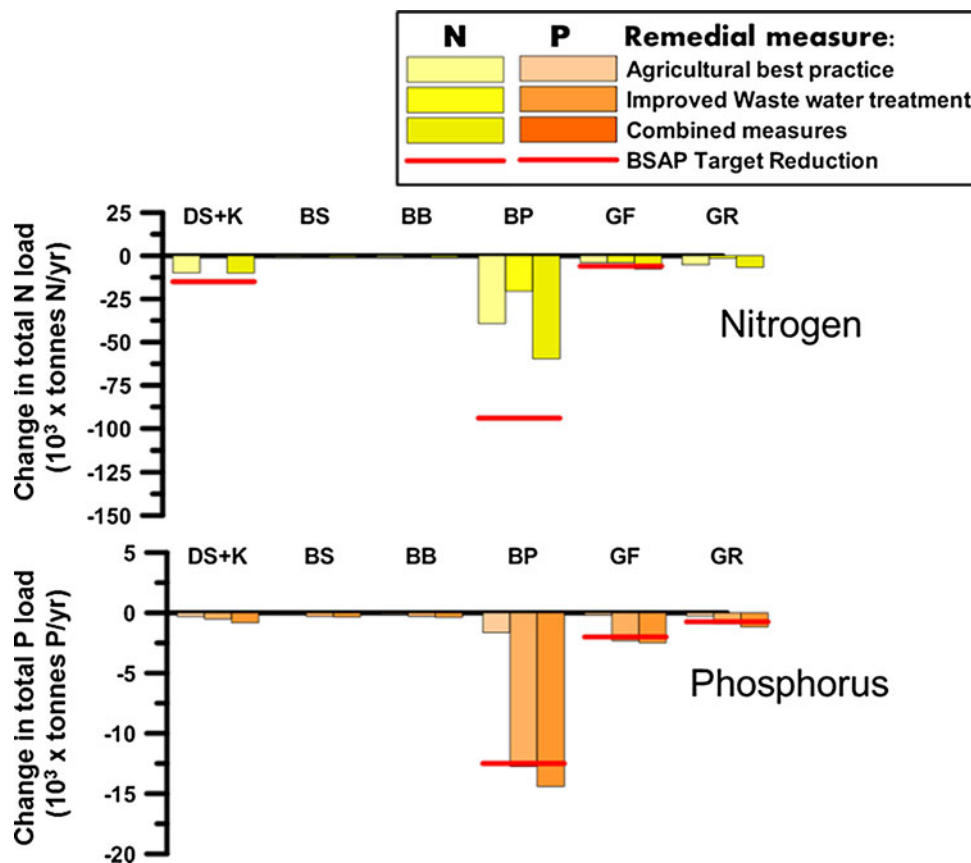 N P Remedial measure:
Agricultural best practice
Improved Waste water treatment
Combined measures
BSAP Target Reduction
Change in total N load
(10³ x tonnes N/yr)
25
0
-25
-50
-75
-100
-125
-150
DS+K BS BB BP GF GR
Nitrogen
Change in total P load
(10³ x tonnes P/yr)
5
0
-5
-10
-15
-20
DS+K BS BB BP GF GR
Phosphorus